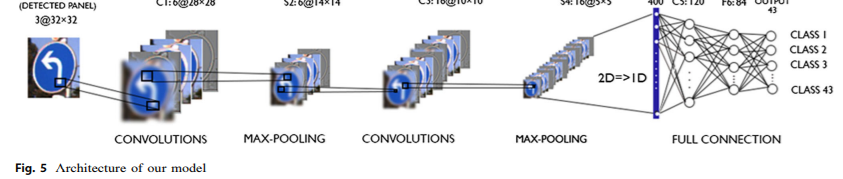 (DETECTED PANEL)
3@32×32
C1: 6@28×28
S2: 6@14×14
C3: 16@10×10
S4: 16@5×5
400
C5: 120
F6: 84
OUTPUT
43
2D=>1D
CLASS 1
CLASS 2
CLASS 3
CLASS 43
CONVOLUTIONS
MAX-POOLING
CONVOLUTIONS
MAX-POOLING
FULL CONNECTION
Fig. 5 Architecture of our model